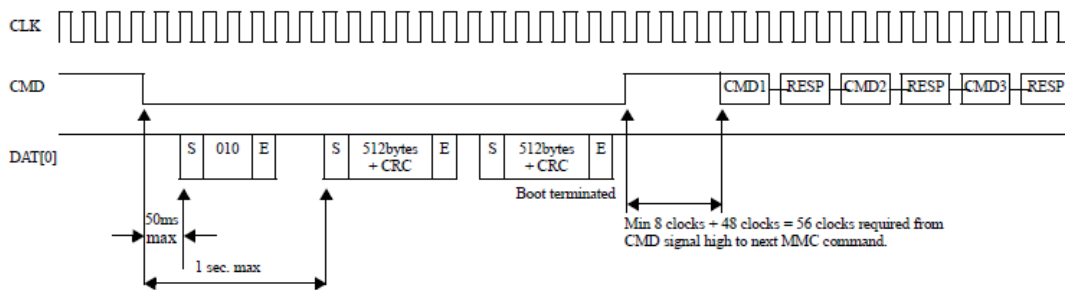 CLK
CMD
CMD1 RESP CMD2 RESP CMD3 RESP
DAT[0]
S 010 E S 512bytes + CRC E S 512bytes + CRC E
Boot terminated
50ms
max
1 sec. max
Min 8 clocks + 48 clocks = 56 clocks required from
CMD signal high to next MMC command.